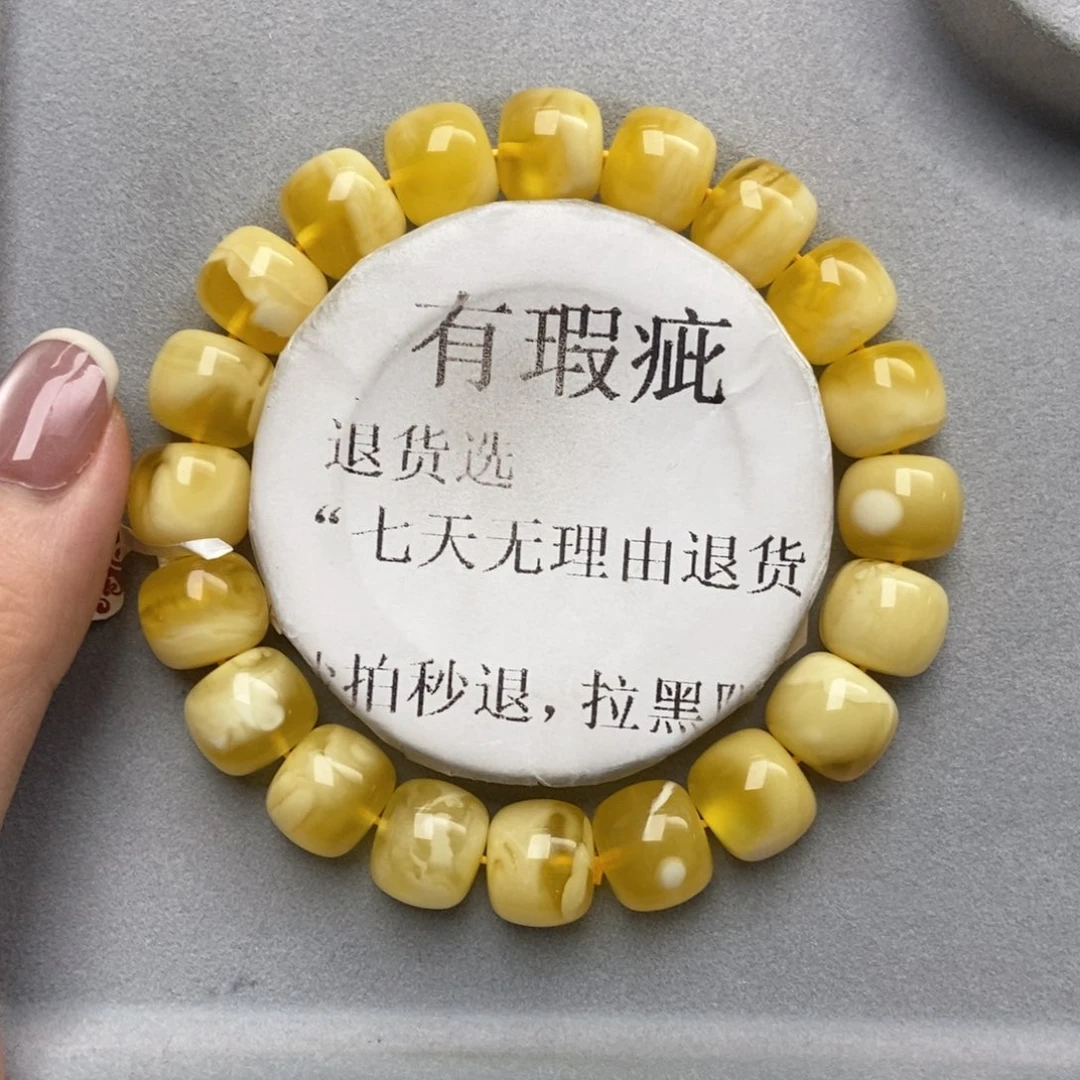 有瑕疵
退货选
“七天无理由退货
拍秒退，拉黑